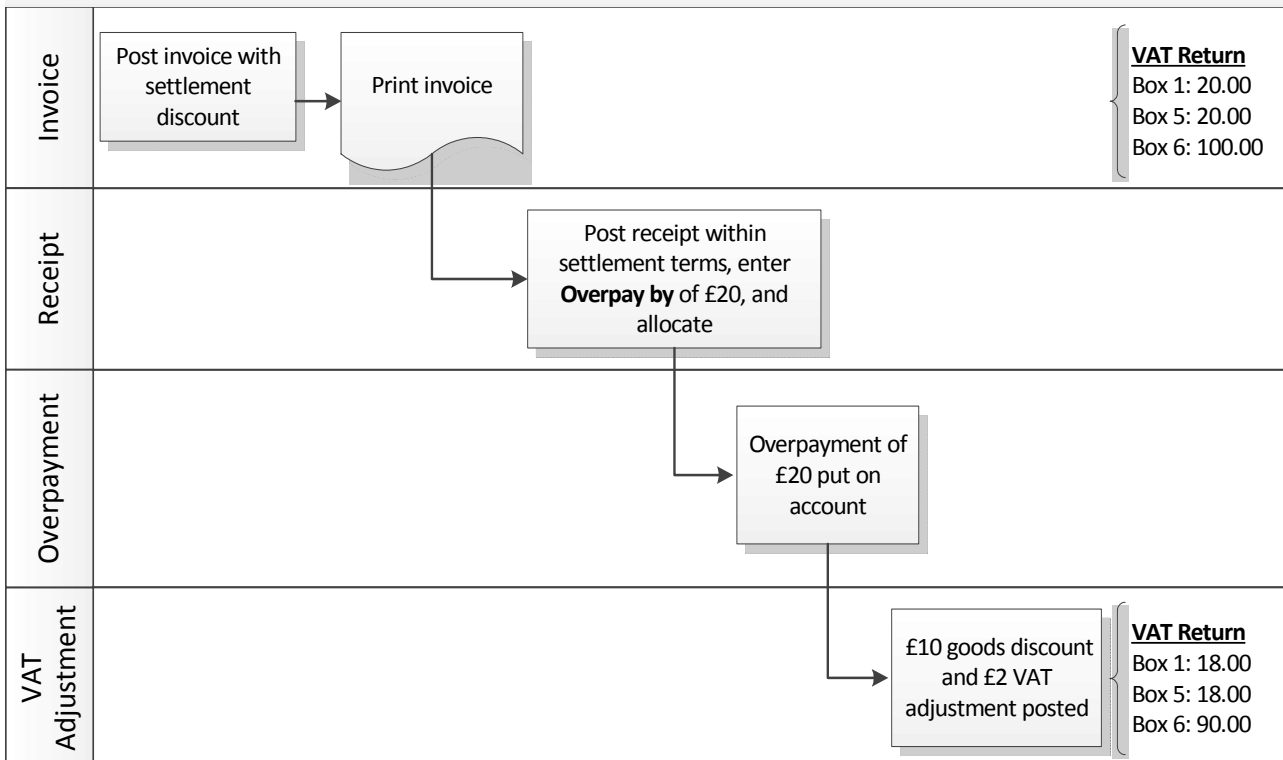 Invoice
Post invoice with
settlement
discount
Print invoice
VAT Return
Box 1: 20.00
Box 5: 20.00
Box 6: 100.00
Receipt
Post receipt within
settlement terms, enter
Overpay by of £20, and
allocate
Overpayment
Overpayment of
£20 put on
account
VAT
Adjustment
£10 goods discount
and £2 VAT
adjustment posted
VAT Return
Box 1: 18.00
Box 5: 18.00
Box 6: 90.00